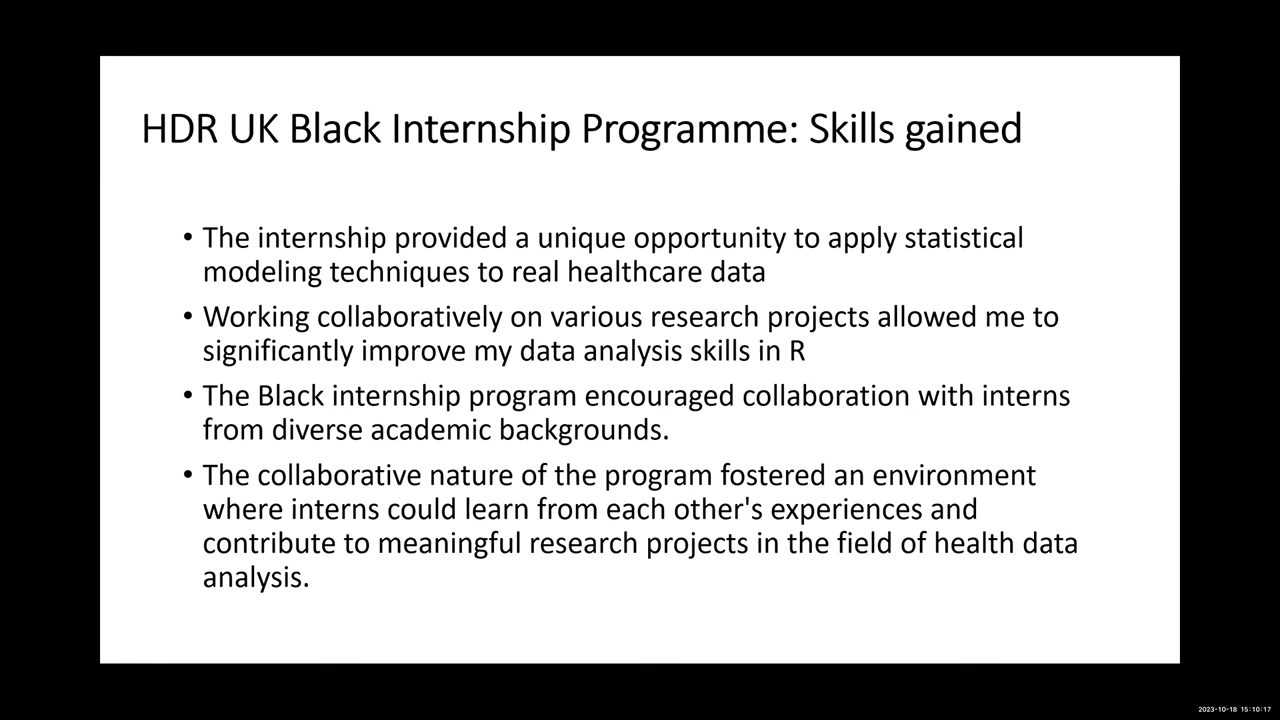 HDR UK Black Internship Programme: Skills gained
• The internship provided a unique opportunity to apply statistical
modeling techniques to real healthcare data
• Working collaboratively on various research projects allowed me to
significantly improve my data analysis skills in R
• The Black internship program encouraged collaboration with interns
from diverse academic backgrounds.
• The collaborative nature of the program fostered an environment
where interns could learn from each other's experiences and
contribute to meaningful research projects in the field of health data
analysis.
2023-10-18 15:10:17